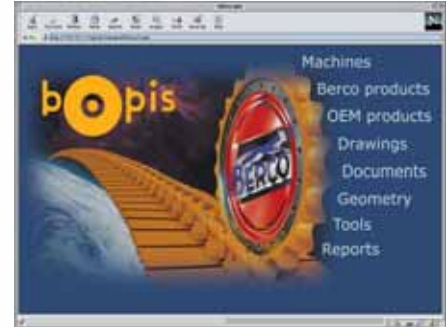 bopis
BERCO
Machines
Berco products
OEM products
Drawings
Documents
Geometry
Tools
Reports